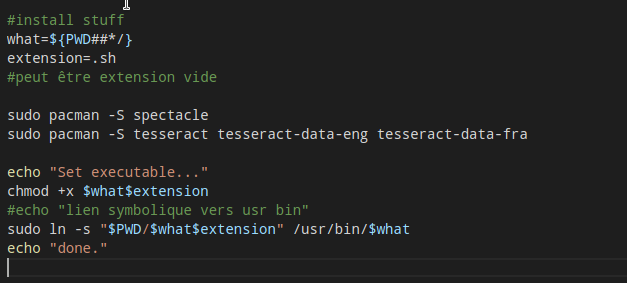 #install stuff
what=${PWD##*/}
extension=.sh
#peut être extension vide
sudo pacman -S spectacle
sudo pacman -S tesseract tesseract-data-eng tesseract-data-fra
echo "Set executable..."
chmod +x $what$extension
#echo "lien symbolique vers usr bin"
sudo ln -s "$PWD/$what$extension" /usr/bin/$what
echo "done."